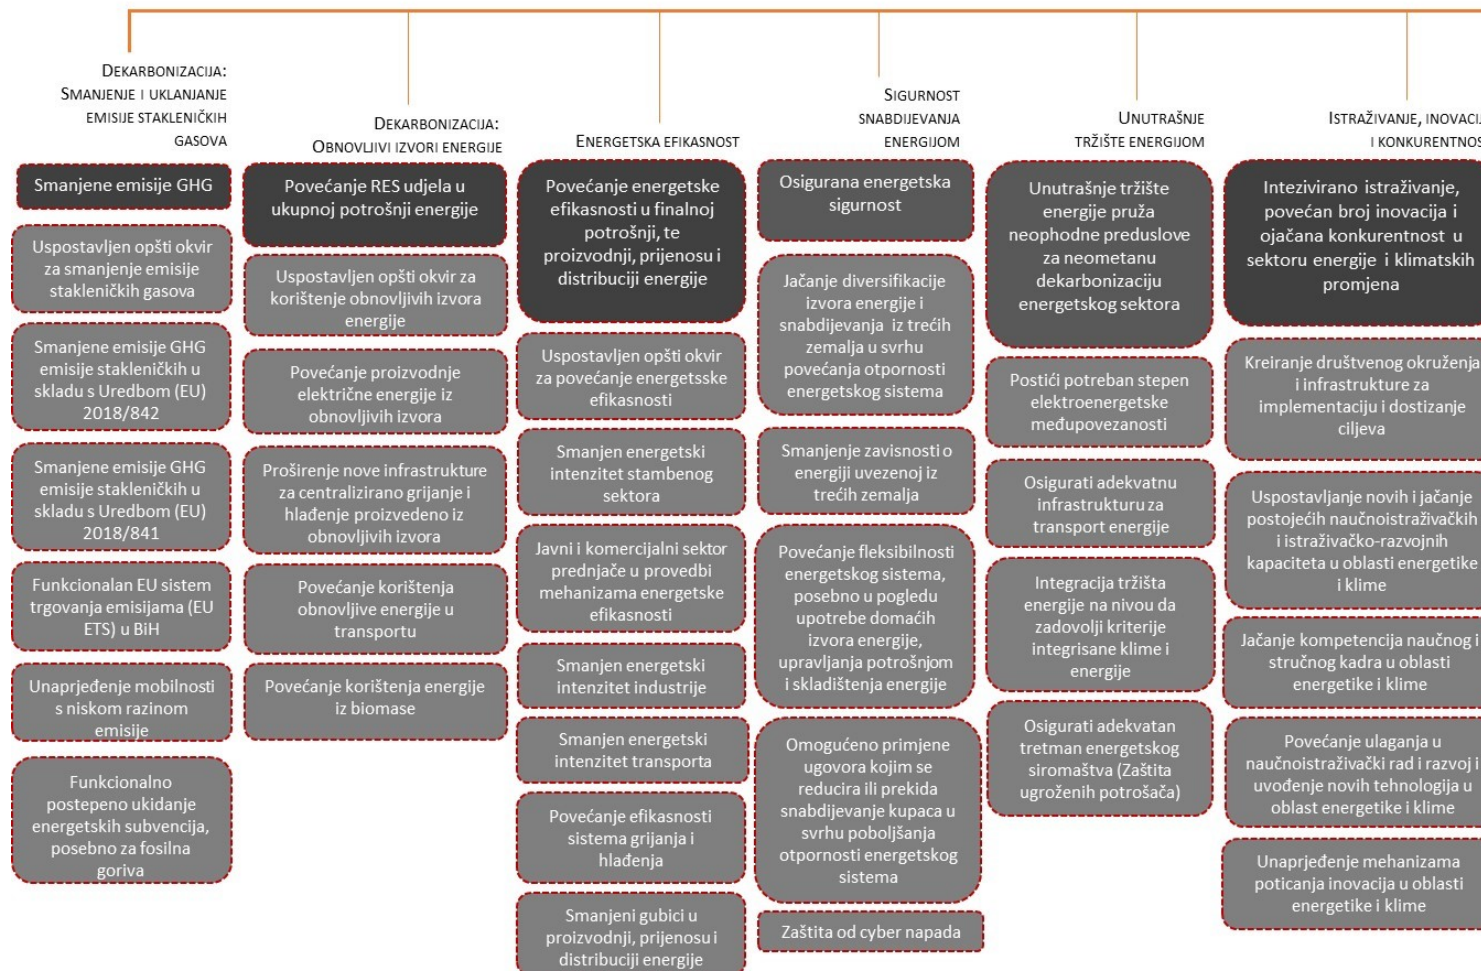 DEKARBONIZACIJA:
SMANJENJE I UKLANJANJE
EMISIJE STAKLENIČKIH
GASOVA
Smanjene emisije GHG
Uspostavljen opšti okvir
za smanjenje emisije
stakleničkih gasova
Smanjene emisije GHG
emisije stakleničkih u
skladu s Uredbom (EU)
2018/842
Smanjene emisije GHG
emisije stakleničkih u
skladu s Uredbom (EU)
2018/841
Funkcionalan EU sistem
trgovanja emisijama (EU
ETS) u BiH
Unaprjeđenje mobilnosti
s niskom razinom
emisije
Funkcionalno
postepeno ukidanje
energetskih subvencija,
posebno za fosilna
goriva
DEKARBONIZACIJA:
OBNOVLJIVI IZVORI ENERGIJE
Povećanje RES udjela u
ukupnoj potrošnji energije
Uspostavljen opšti okvir za
korištenje obnovljivih izvora
energije
Povećanje proizvodnje
električne energije iz
obnovljivih izvora
Proširenje nove infrastrukture
za centralizirano grijanje i
hlađenje proizvedeno iz
obnovljivih izvora
Povećanje korištenja
obnovljive energije u
transportu
Povećanje korištenja energije
iz biomase
ENERGETSKA EFIKASNOST
Povećanje energetske
efikasnosti u finalnoj
potrošnji, te
proizvodnji, prijenosu i
distribuciji energije
Uspostavljen opšti okvir
za povećanje energetsske
efikasnosti
Smanjen energetski
intenzitet stambenog
sektora
Javni i komercijalni sektor
prednjače u provedbi
mehanizama energetske
efikasnosti
Smanjen energetski
intenzitet industrije
Smanjen energetski
intenzitet transporta
Povećanje efikasnosti
sistema grijanja i
hlađenja
Smanjeni gubici u
proizvodnji, prijenosu i
distribuciji energije
SIGURNOST
SNABDIJEVANJA
ENERGIJOM
Osigurana energetska
sigurnost
Jačanje diversifikacije
izvora energije i
snabdijevanja iz trećih
zemalja u svrhu
povećanja otpornosti
energetskog sistema
Smanjenje zavisnosti o
energiji uvezenoj iz
trećih zemalja
Povećanje fleksibilnosti
energetskog sistema,
posebno u pogledu
upotrebe domaćih
izvora energije,
upravljanja potrošnjom
i skladištenja energije
Omogućeno primjene
ugovora kojim se
reducira ili prekida
snabdijevanje kupaca u
svrhu poboljšanja
otpornosti energetskog
sistema
Zaštita od cyber napada
UNUTRAŠNJE
TRŽIŠTE ENERGIJOM
Unutrašnje tržište
energije pruža
neophodne preduslove
za neometanu
dekarbonizaciju
energetskog sektora
Postići potreban stepen
elektroenergetske
međupovezanosti
Osigurati adekvatnu
infrastrukturu za
transport energije
Integracija tržišta
energije na nivou da
zadovolji kriterije
integrisane klime i
energije
Osigurati adekvatan
tretman energetskog
siromaštva (Zaštita
ugroženih potrošača)
ISTRAŽIVANJE, INOVACIJ
I KONKURENTNOS
Intezivirano istraživanje,
povećan broj inovacija i
ojačana konkurentnost u
sektoru energije i klimatskih
promjena
Kreiranje društvenog okruženja
i infrastrukture za
implementaciju i dostizanje
ciljeva
Uspostavljanje novih i jačanje
postojećih naučnoistraživačkih
i istraživačko-razvojnih
kapaciteta u oblasti energetike
i klime
Jačanje kompetencija naučnog i
stručnog kadra u oblasti
energetike i klime
Povećanje ulaganja u
naučnoistraživački rad i razvoj i
uvođenje novih tehnologija u
oblast energetike i klime
Unaprjeđenje mehanizama
poticanja inovacija u oblasti
energetike i klime